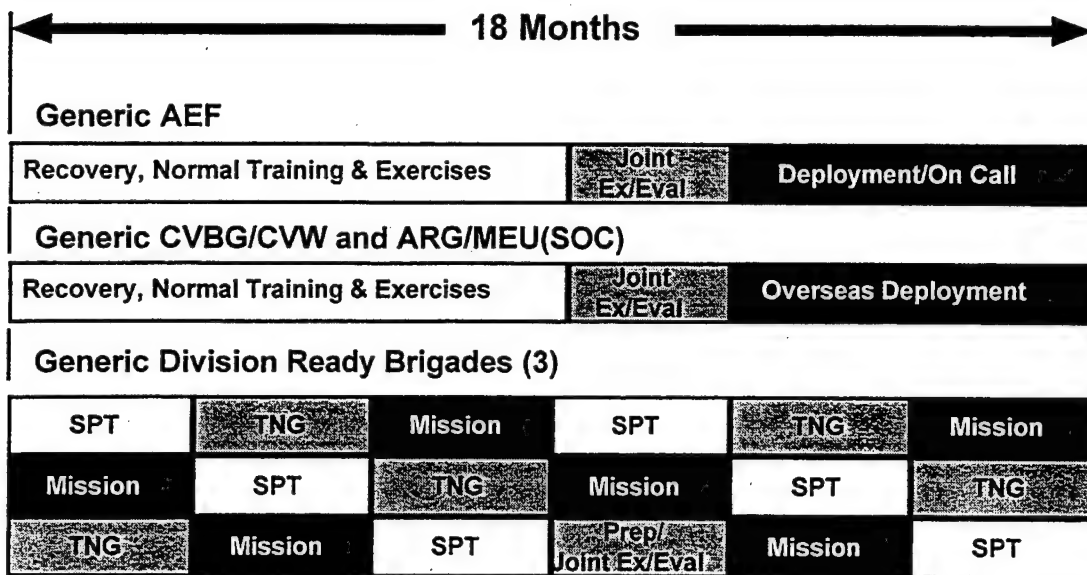 18 Months
Generic AEF
Recovery, Normal Training & Exercises
Joint
Ex/Eval
Deployment/On Call
Generic CVBG/CVW and ARG/MEU(SOC)
Recovery, Normal Training & Exercises
Joint
Ex/Eval
Overseas Deployment
Generic Division Ready Brigades (3)
SPT TNG Mission SPT TNG Mission
Mission SPT TNG Mission SPT TNG
TNG Mission SPT Prep/ Mission SPT
Joint Ex/Eval